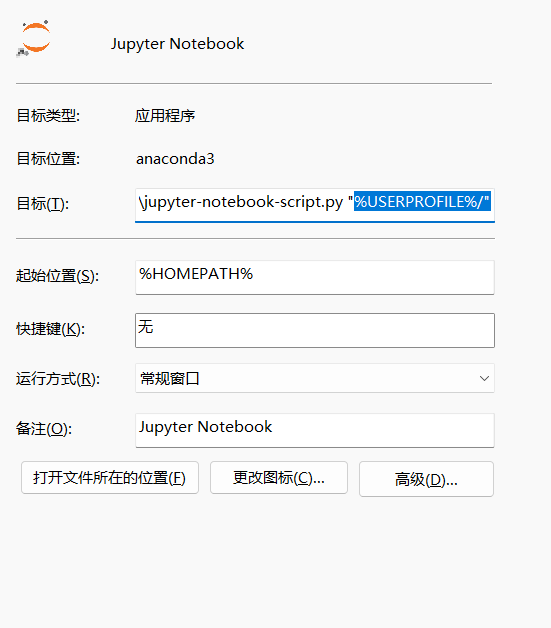 Jupyter Notebook
目标类型: 应用程序
目标位置: anaconda3
目标(T): \jupyter-notebook-script.py "%USERPROFILE%/"
起始位置(S): %HOMEPATH%
快捷键(K): 无
运行方式(R): 常规窗口
备注(O): Jupyter Notebook
打开文件所在的位置(F) 更改图标(C)... 高级(D)...